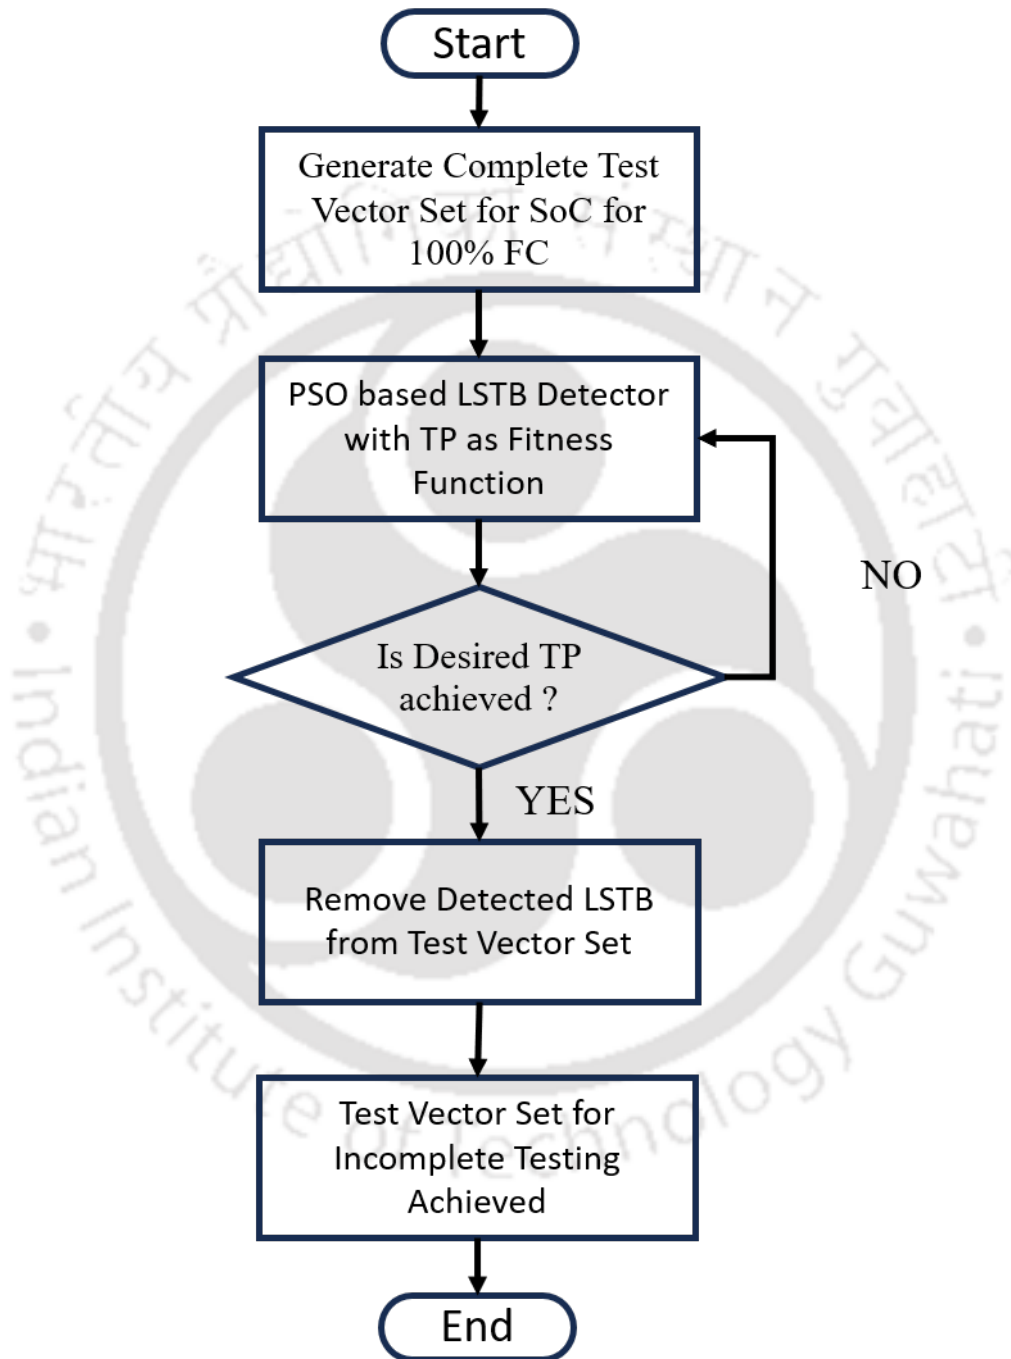 Start
Generate Complete Test
Vector Set for SoC for
100% FC
PSO based LSTB Detector
with TP as Fitness
Function
NO
Is Desired TP
achieved ?
YES
Remove Detected LSTB
from Test Vector Set
Test Vector Set for
Incomplete Testing
Achieved
End
भारतीय प्रौद्योगिकी संस्थान गुवाहाटी
Indian Institute of Technology Guwahati